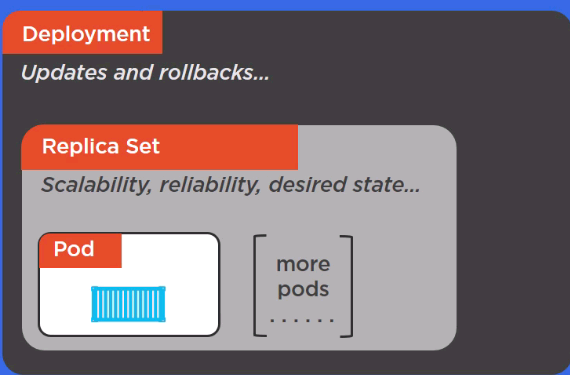 Deployment
Updates and rollbacks...
Replica Set
Scalability, reliability, desired state...
Pod
more
pods
. . . . . .